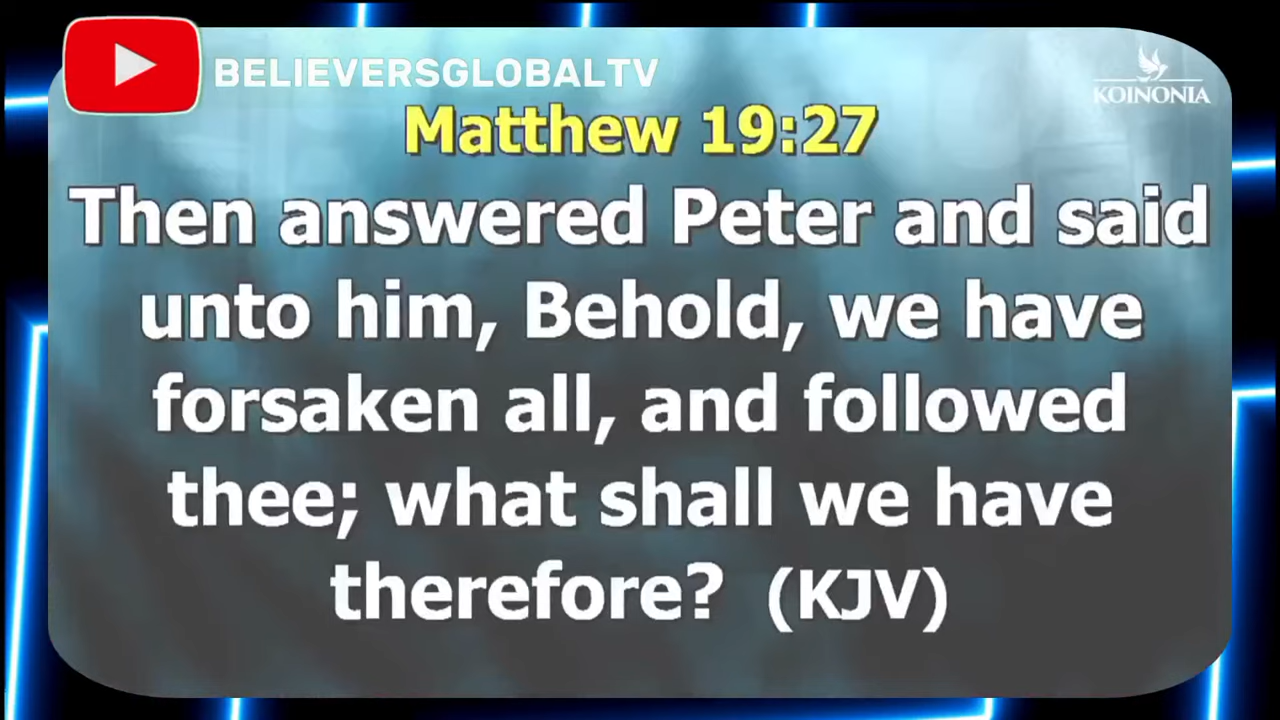 BELIEVERSGLOBALTV
KOINONIA
Matthew 19:27
Then answered Peter and said
unto him, Behold, we have
forsaken all, and followed
thee; what shall we have
therefore? (KJV)